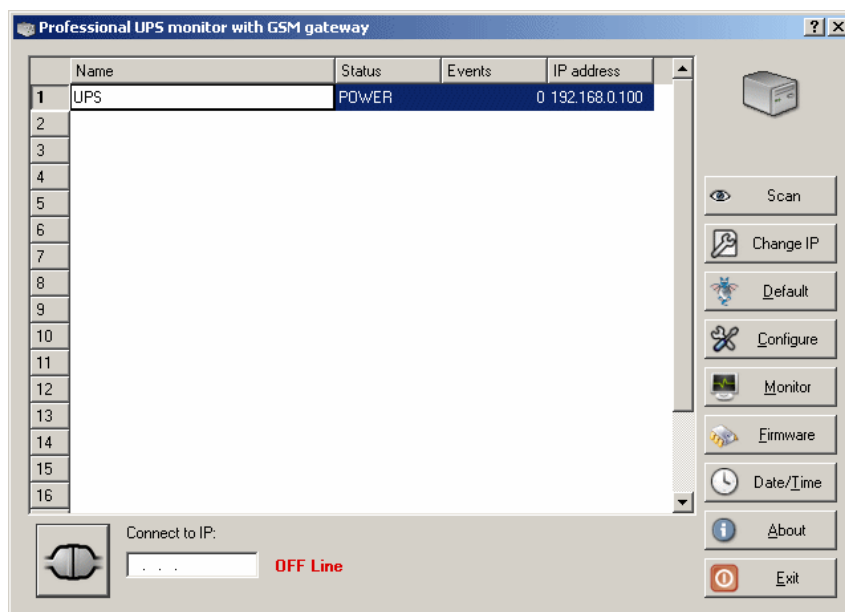 Professional UPS monitor with GSM gateway
Name Status Events IP address
1 UPS POWER 0 192.168.0.100
2
3
4
5
6
7
8
9
10
11
12
13
14
15
16
Scan
Change IP
Default
Configure
Monitor
Firmware
Date/Time
About
Exit
Connect to IP:
. . .
OFF Line